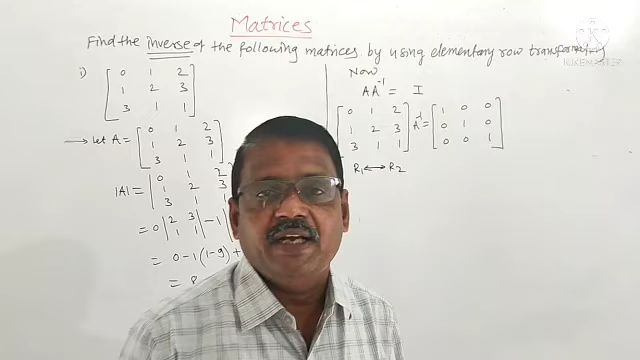 Matrices
Find the inverse of the following matrices by using elementary row
i) [0 1 2
1 2 3
3 1 1]
→ let A = [0 1 2
1 2 3
3 1 1]
|A| = |0 1 2
1 2 3
3 1
= 0 |2 3
1 1| - 1 |
= 0 - 1 (1 - 9) +
= 8
Now
AA⁻¹ = I
[0 1 2
1 2 3
3 1 1] A⁻¹ = [1 0 0
0 1 0
0 0 1]
R₁ ↔ R₂
KINEMASTER